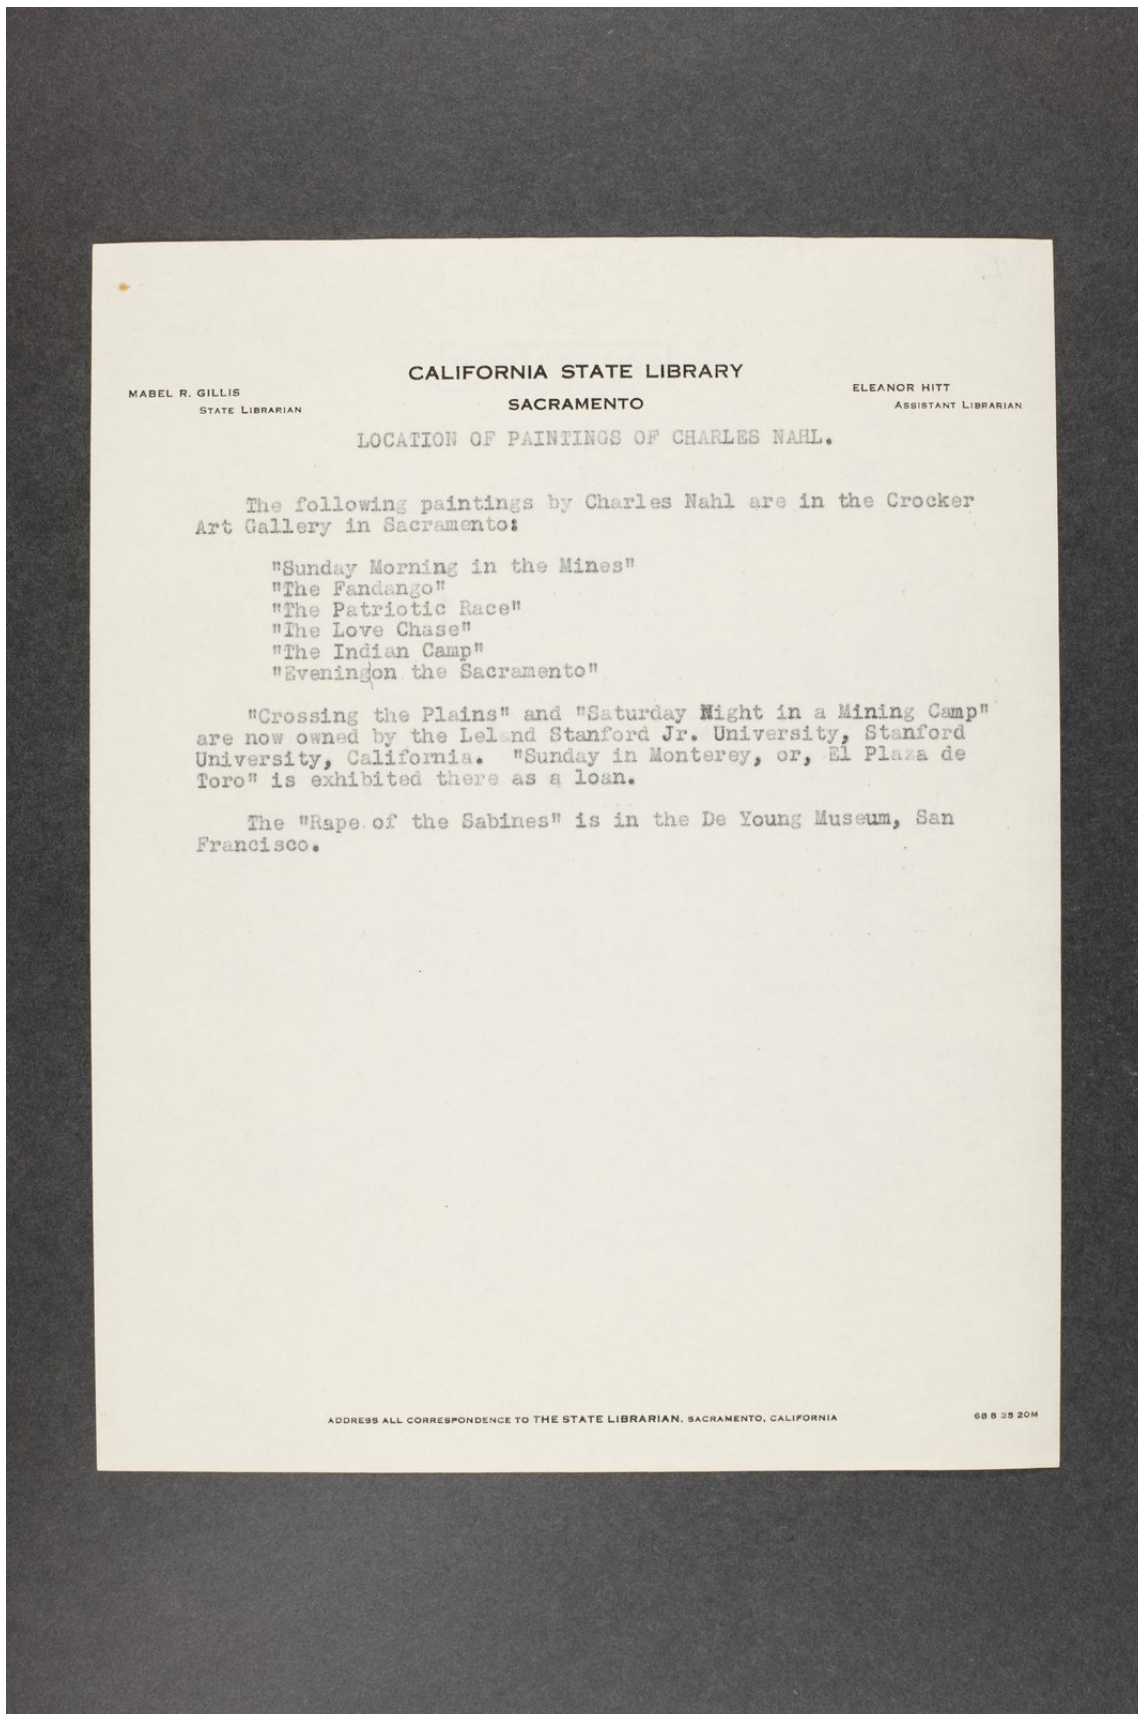 CALIFORNIA STATE LIBRARY
MABEL R. GILLIS
STATE LIBRARIAN
SACRAMENTO
ELEANOR HITT
ASSISTANT LIBRARIAN
LOCATION OF PAINTINGS OF CHARLES NAHL.
The following paintings by Charles Nahl are in the Crocker
Art Gallery in Sacramento:
"Sunday Morning in the Mines"
"The Fandango"
"The Patriotic Race"
"The Love Chase"
"The Indian Camp"
"Evening|on the Sacramento"
"Crossing the Plains" and "Saturday Night in a Mining Camp"
are now owned by the Leland Stanford Jr. University, Stanford
University, California. "Sunday in Monterey, or, El Plaza de
Toro" is exhibited there as a loan.
The "Rape of the Sabines" is in the De Young Museum, San
Francisco.
ADDRESS ALL CORRESPONDENCE TO THE STATE LIBRARIAN, SACRAMENTO, CALIFORNIA
68 8 35 20M